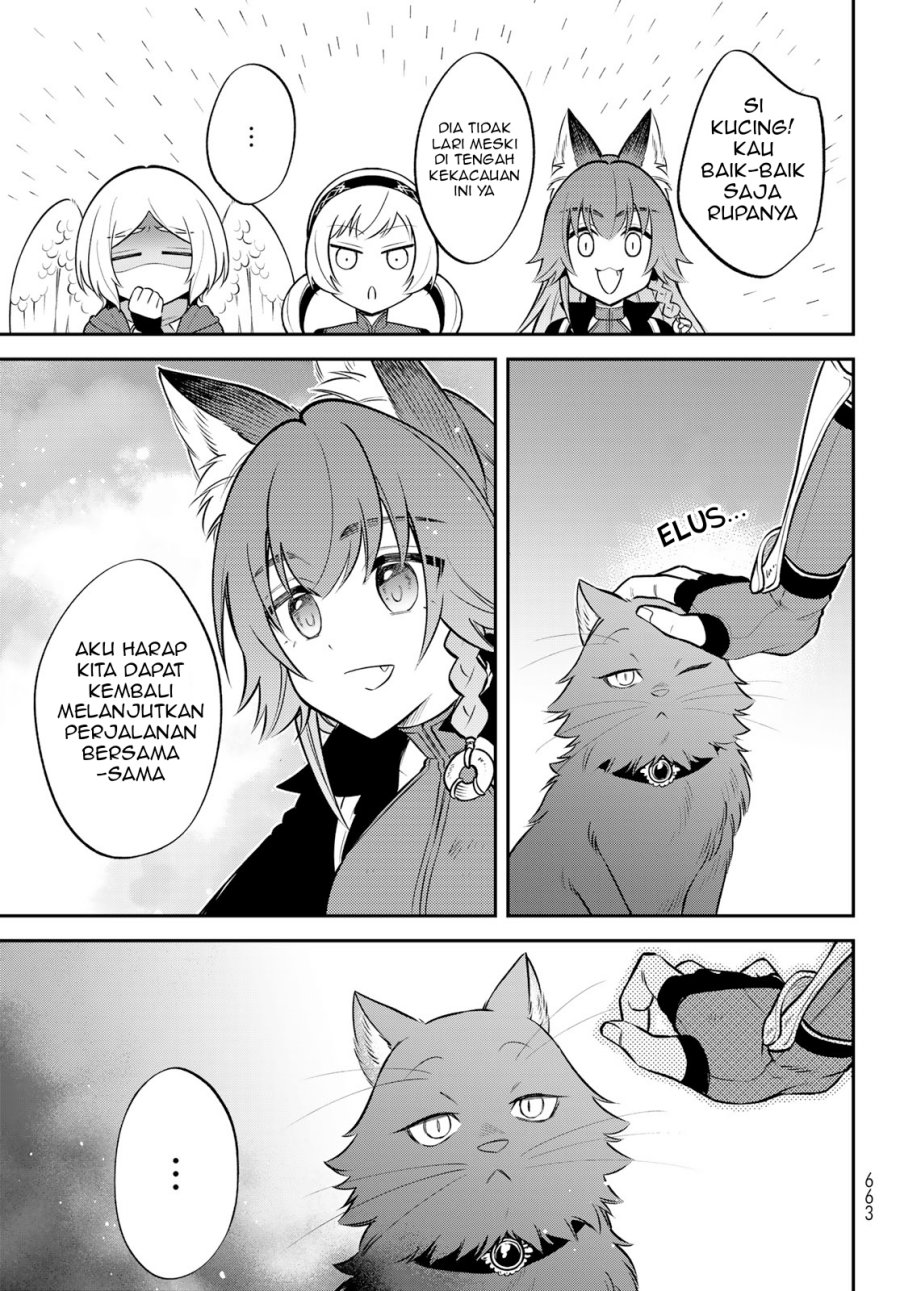 SI
KUCING!
KAU
BAIK-BAIK
SAJA
RUPANYA
DIA TIDAK
LARI MESKI
DI TENGAH
KEKACAUAN
INI YA
...
ELUS...
AKU HARAP
KITA DAPAT
KEMBALI
MELANJUTKAN
PERJALANAN
BERSAMA
-SAMA
...
663